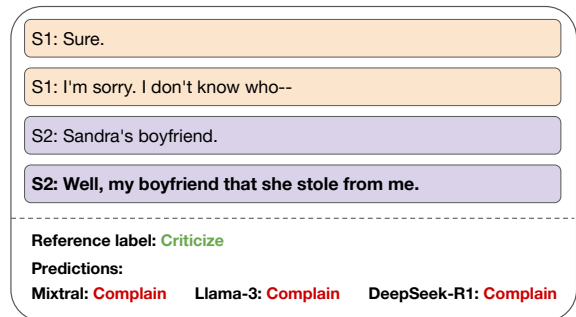 S1: Sure.
S1: I'm sorry. I don't know who--
S2: Sandra's boyfriend.
S2: Well, my boyfriend that she stole from me.
Reference label: Criticize
Predictions:
Mixtral: Complain Llama-3: Complain DeepSeek-R1: Complain